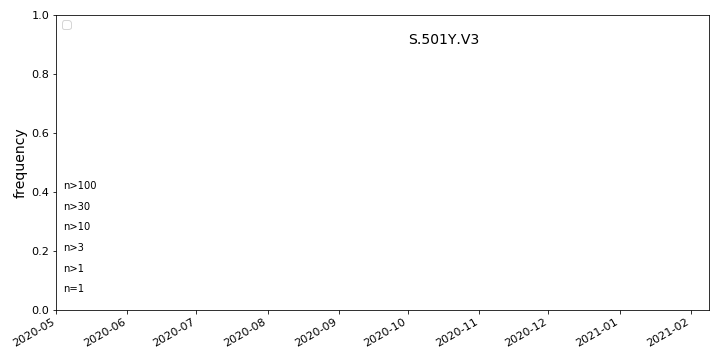 1.0
S.501Y.V3
0.8
0.6
frequency
0.4
n>100
n>30
n>10
0.2
n>3
n>1
n=1
0.0
2020-05
2020-06
2020-07
2020-08
2020-09
2020-10
2020-11
2020-12
2021-01
2021-02